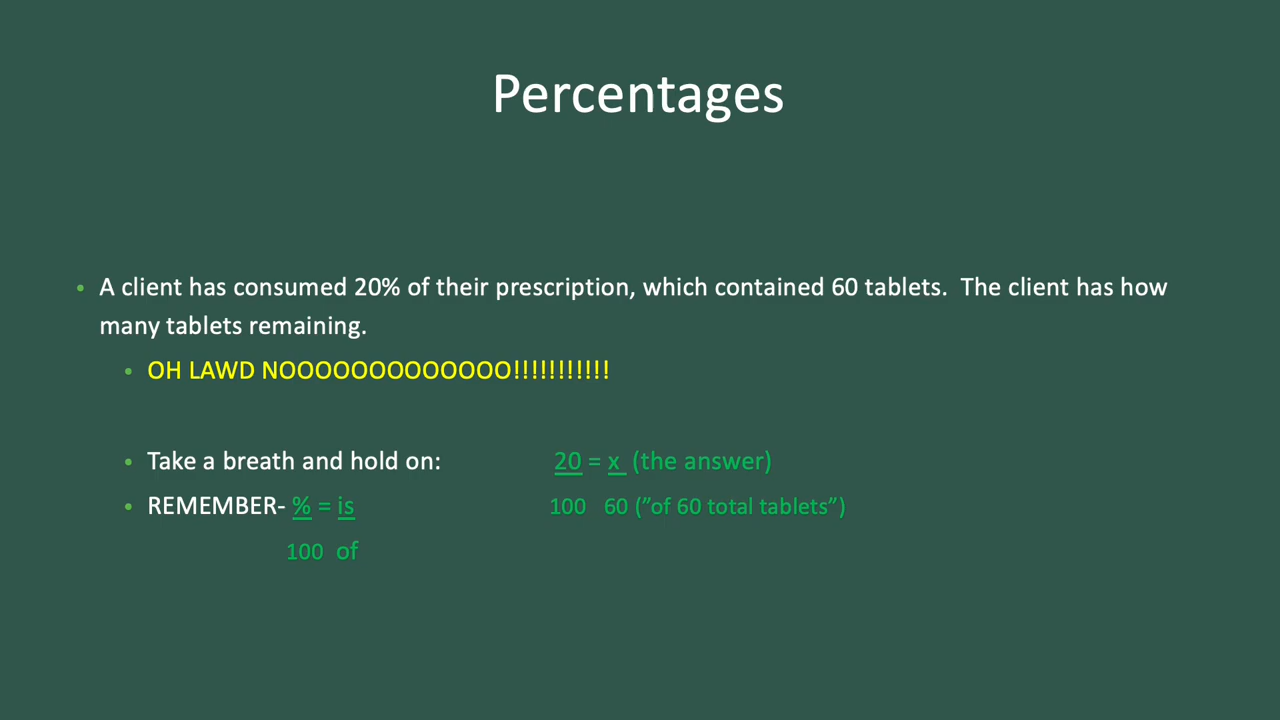 Percentages
• A client has consumed 20% of their prescription, which contained 60 tablets.  The client has how
many tablets remaining.
• OH LAWD NOOOOOOOOOOOOO!!!!!!!!!!!
• Take a breath and hold on: 20 = x (the answer)
• REMEMBER- % = is 100 60 (”of 60 total tablets”)
100 of